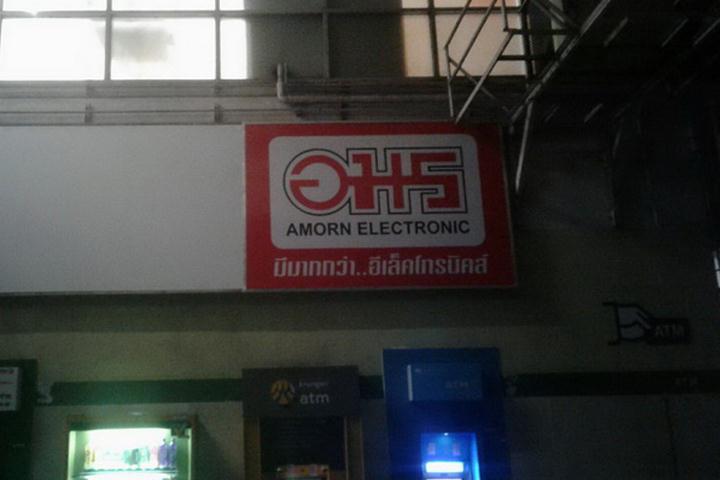 อมร
AMORN ELECTRONIC
มีมากกว่า..อีเล็คโทรนิคส์
ATM
krungsri
atm
ATM